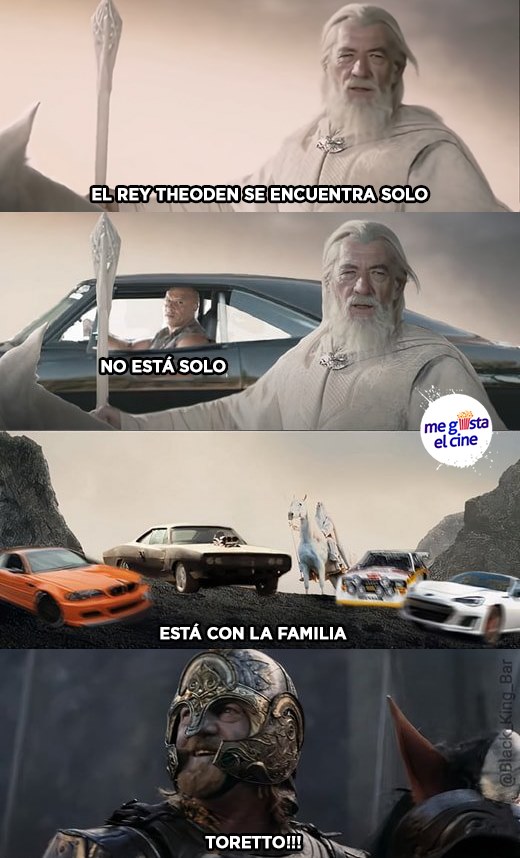 EL REY THEODEN SE ENCUENTRA SOLO
NO ESTÁ SOLO
me gusta
el cine
ESTÁ CON LA FAMILIA
@Black_King_Bar
TORETTO!!!